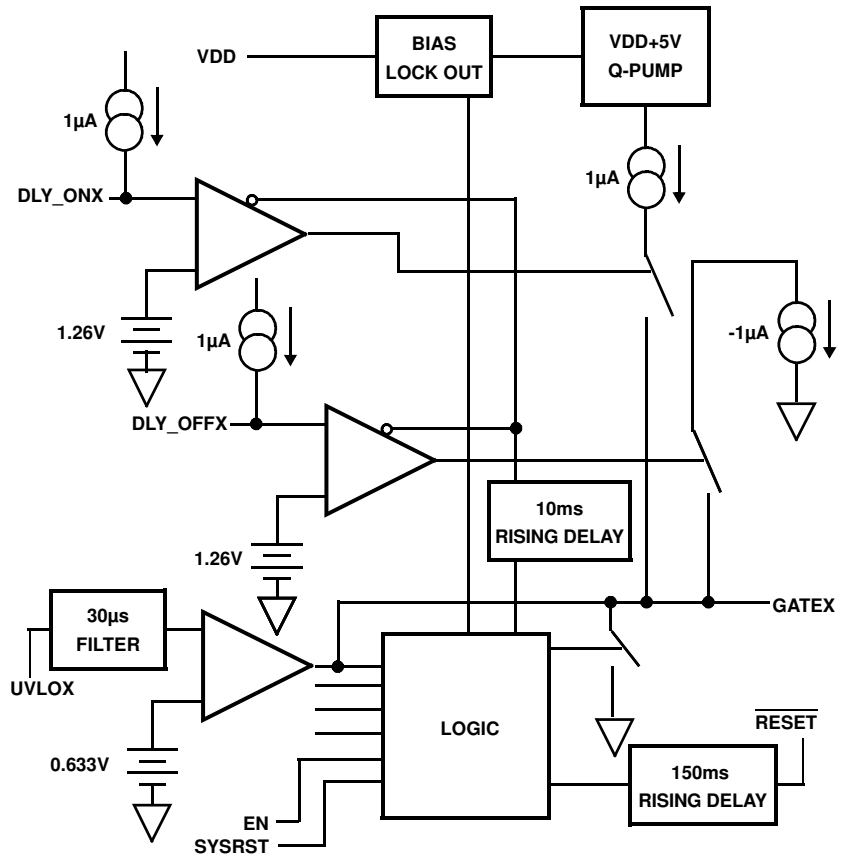 VDD
BIAS
LOCK OUT
VDD+5V
Q-PUMP
1µA
1µA
DLY_ONX
1.26V
1µA
-1µA
DLY_OFFX
10ms
RISING DELAY
1.26V
30µs
FILTER
GATEX
UVLOX
LOGIC
RESET
0.633V
150ms
RISING DELAY
EN
SYSRST